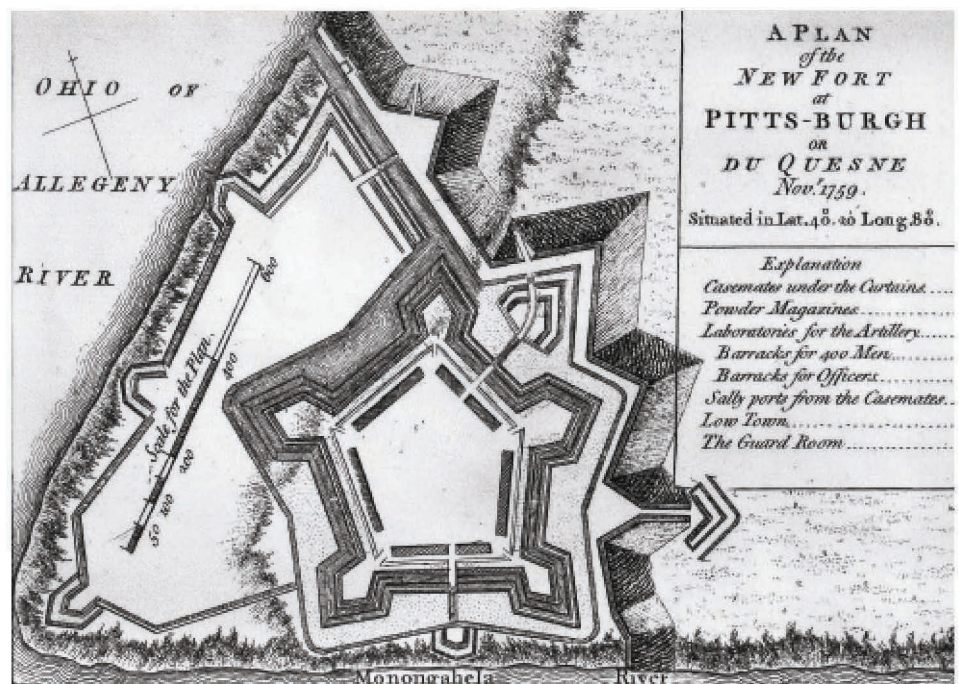 A PLAN
of the
NEW FORT
at
PITTS-BURGH
or
DU QUESNE
Nov.r 1759.
Situated in Lat. 40°. 20 Long. 80°.
Explanation
Casemates under the Curtains.....
Powder Magazines..............
Laboratories for the Artillery......
Barracks for 400 Men..........
Barracks for Officers..........
Sally ports from the Casemates..
Low Town..................
The Guard Room..............
OHIO OF
ALLEGENY
RIVER
Scale for the Plan.
50 100 200 400 600
Monongahela River